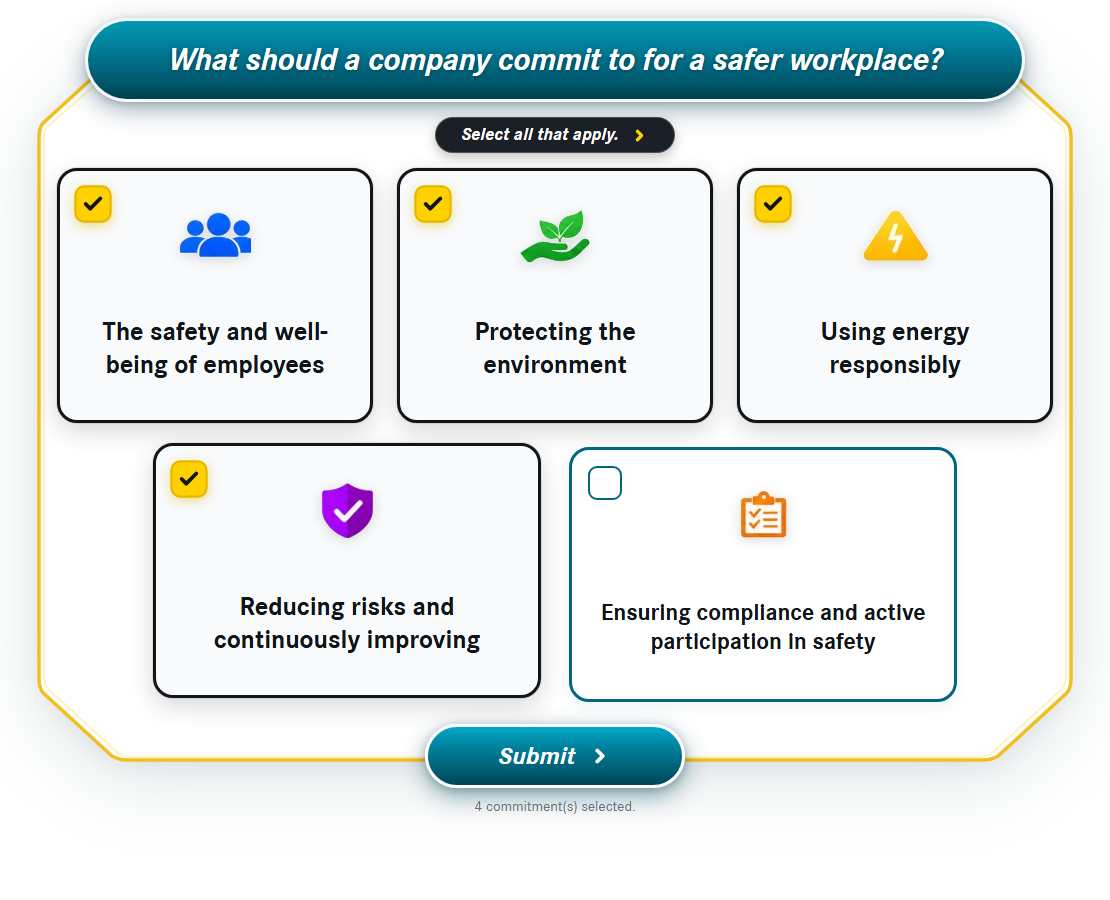 What should a company commit to for a safer workplace?
Select all that apply.
The safety and well-
being of employees
Protecting the
environment
Using energy
responsibly
Reducing risks and
continuously improving
Ensuring compliance and active
participation in safety
Submit
4 commitment(s) selected.